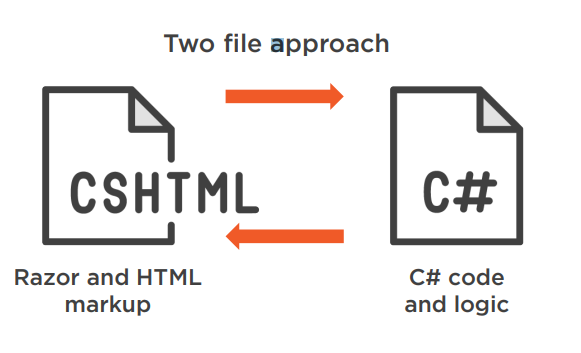 Two file approach
CSHTML
C#
Razor and HTML
markup
C# code
and logic